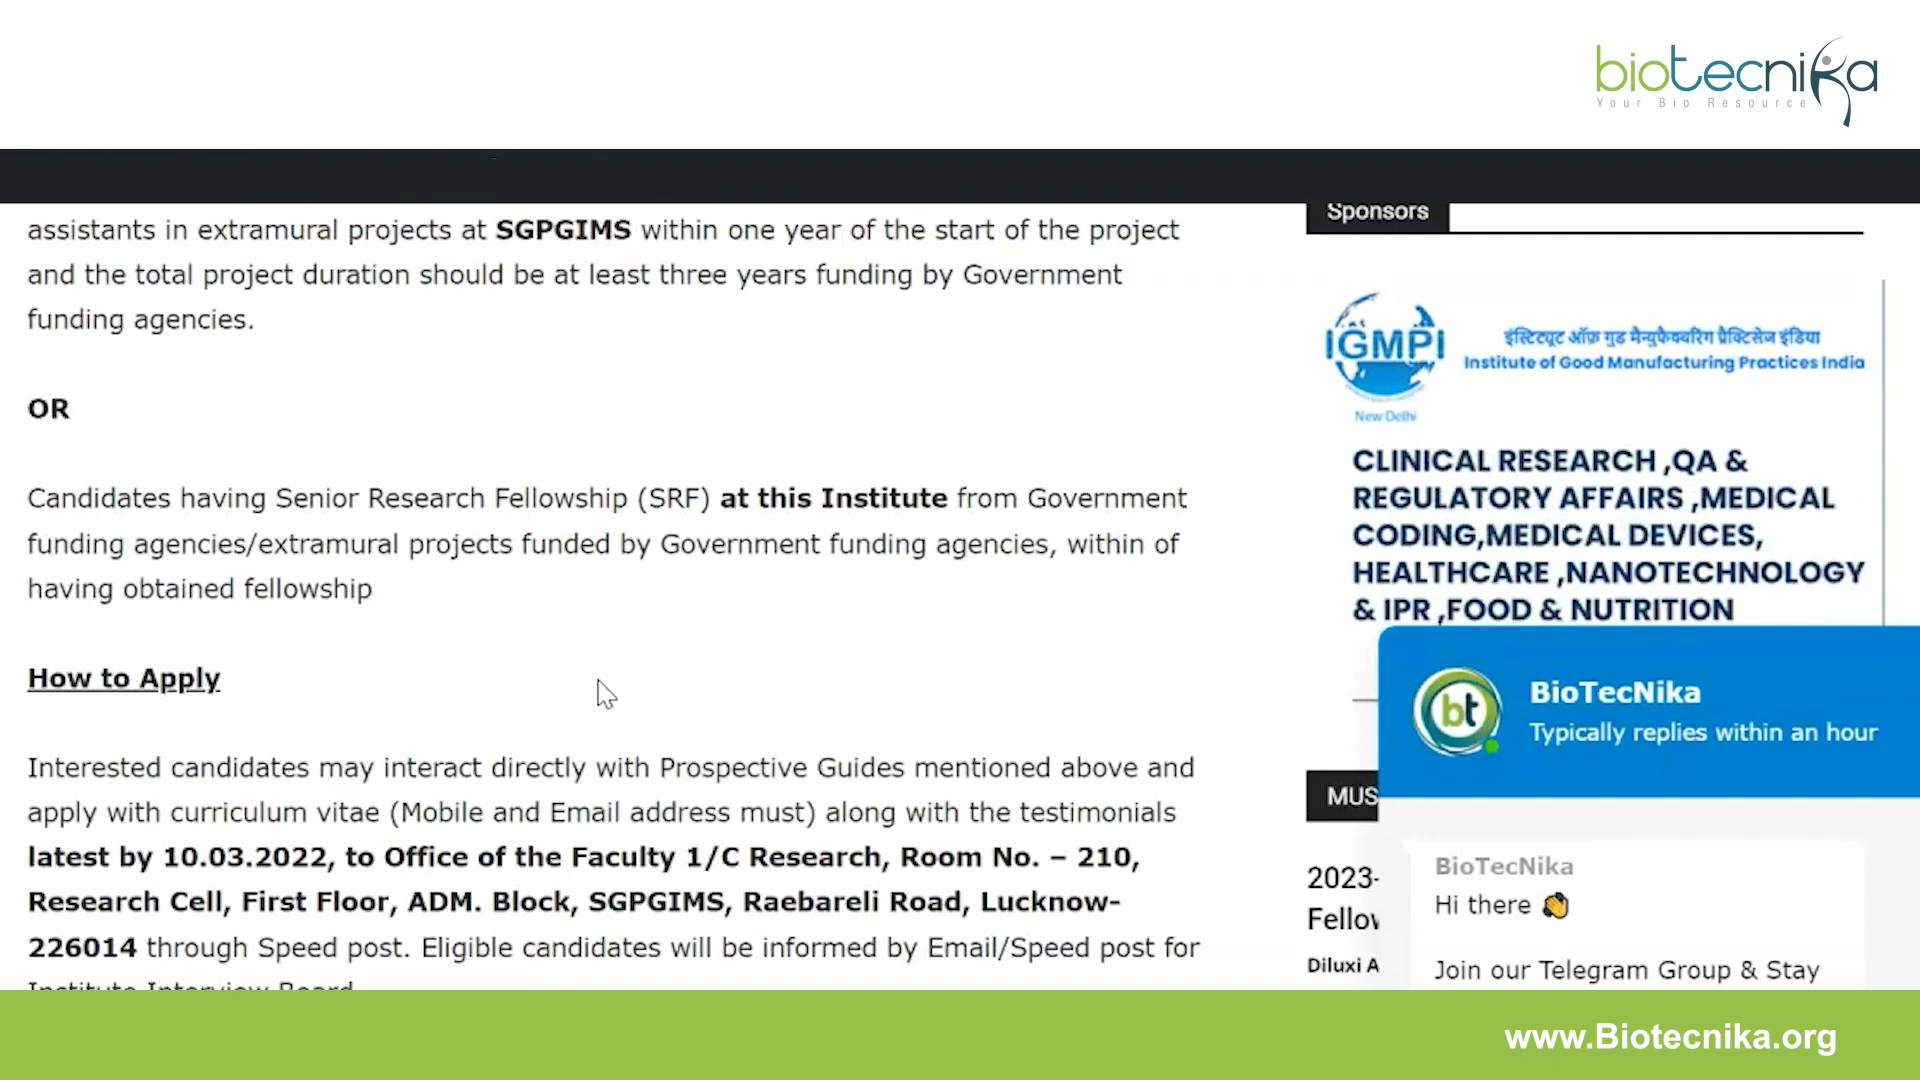 biotecnika
Your Bio Resource
assistants in extramural projects at SGPGIMS within one year of the start of the project
and the total project duration should be at least three years funding by Government
funding agencies.
OR
Candidates having Senior Research Fellowship (SRF) at this Institute from Government
funding agencies/extramural projects funded by Government funding agencies, within of
having obtained fellowship
How to Apply
Interested candidates may interact directly with Prospective Guides mentioned above and
apply with curriculum vitae (Mobile and Email address must) along with the testimonials
latest by 10.03.2022, to Office of the Faculty 1/C Research, Room No. – 210,
Research Cell, First Floor, ADM. Block, SGPGIMS, Raebareli Road, Lucknow-
226014 through Speed post. Eligible candidates will be informed by Email/Speed post for
Institute Interview Board
Sponsors
IGMPI
New Delhi
इंस्टिट्यूट ऑफ़ गुड मैन्युफैक्चरिंग प्रैक्टिसेज इंडिया
Institute of Good Manufacturing Practices India
CLINICAL RESEARCH ,QA &
REGULATORY AFFAIRS ,MEDICAL
CODING,MEDICAL DEVICES,
HEALTHCARE ,NANOTECHNOLOGY
& IPR ,FOOD & NUTRITION
MUS
2023-
Fellow
Diluxi A
bt
BioTecNika
Typically replies within an hour
BioTecNika
Hi there 👏
Join our Telegram Group & Stay
www.Biotecnika.org